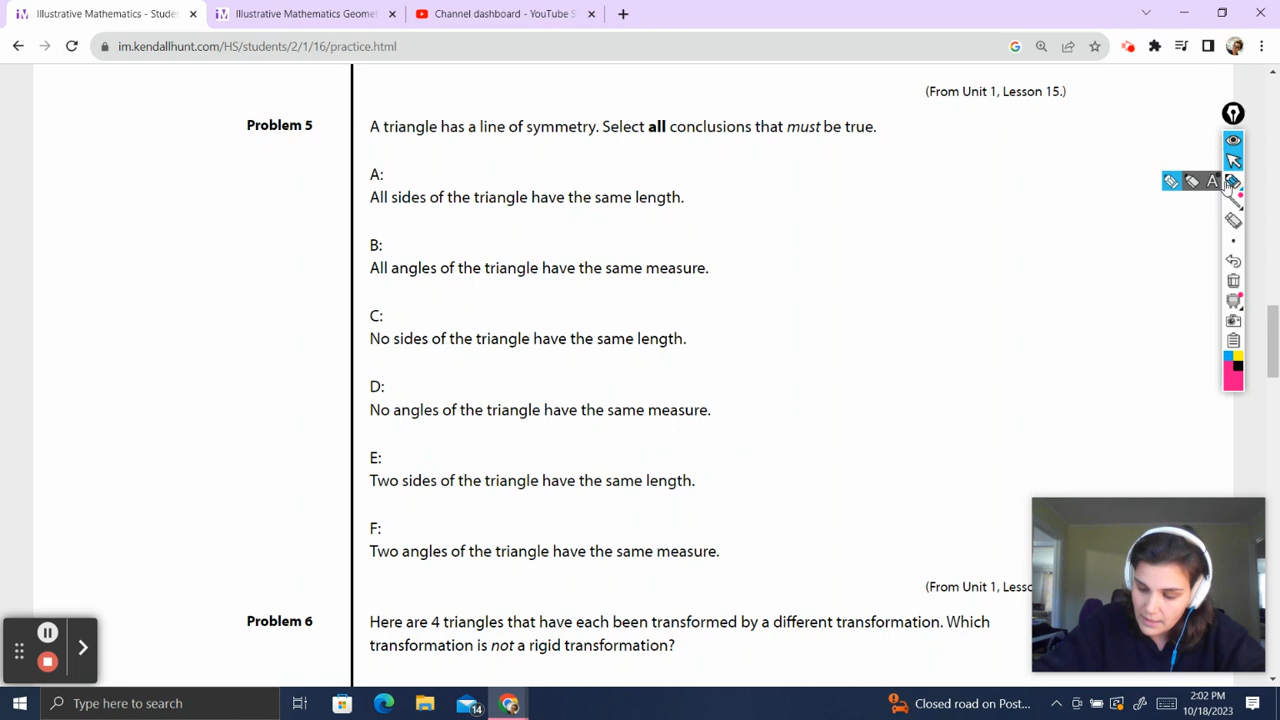 Illustrative Mathematics - Stude
Illustrative Mathematics Geomet
Channel dashboard - YouTube S
im.kendallhunt.com/HS/students/2/1/16/practice.html
(From Unit 1, Lesson 15.)
Problem 5
A triangle has a line of symmetry. Select all conclusions that must be true.
A:
All sides of the triangle have the same length.
B:
All angles of the triangle have the same measure.
C:
No sides of the triangle have the same length.
D:
No angles of the triangle have the same measure.
E:
Two sides of the triangle have the same length.
F:
Two angles of the triangle have the same measure.
(From Unit 1, Lesso
Problem 6
Here are 4 triangles that have each been transformed by a different transformation. Which
transformation is not a rigid transformation?
A
Type here to search
14
Closed road on Post...
2:02 PM
10/18/2023